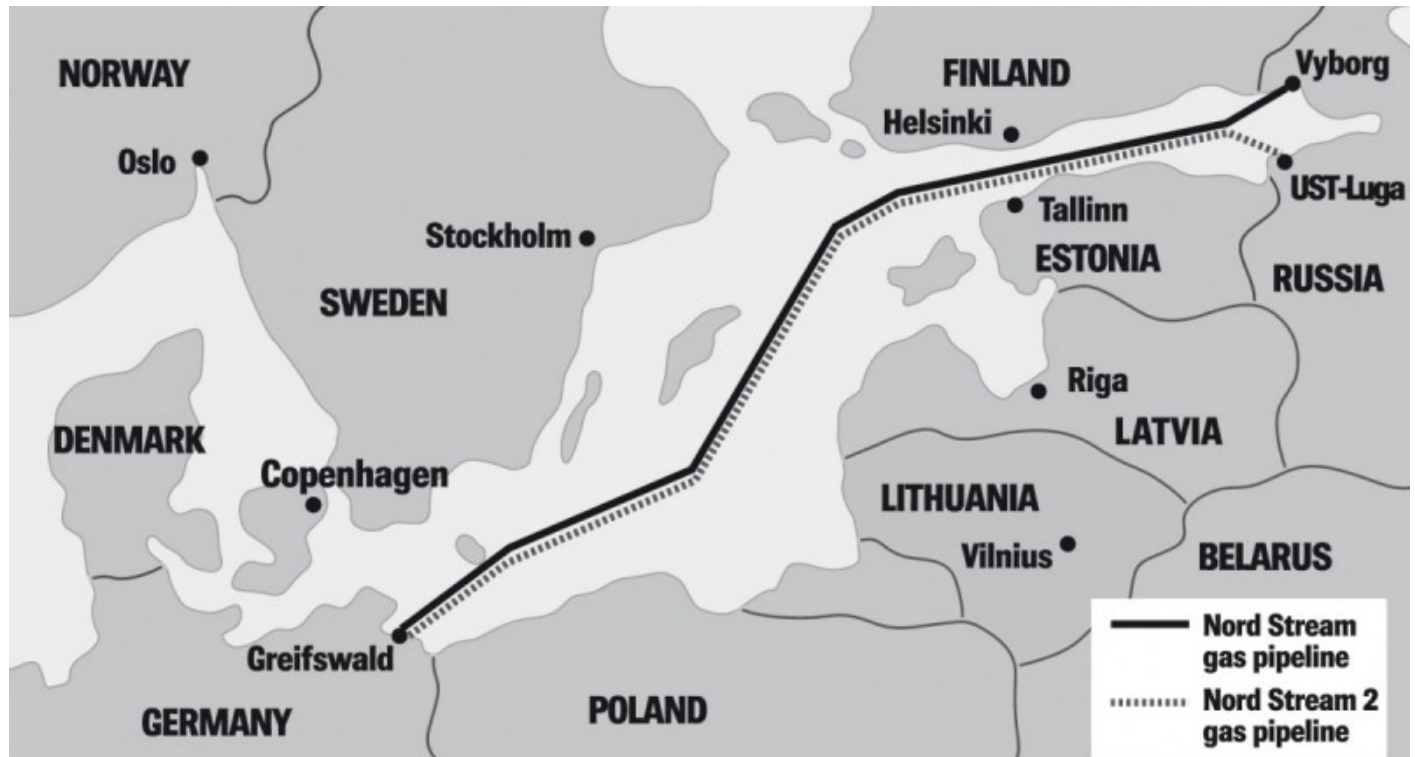 NORWAY
FINLAND
Vyborg
Helsinki
Oslo
UST-Luga
Tallinn
Stockholm
ESTONIA
RUSSIA
SWEDEN
Riga
DENMARK
LATVIA
Copenhagen
LITHUANIA
Vilnius
BELARUS
Greifswald
GERMANY
POLAND
Nord Stream
gas pipeline
Nord Stream 2
gas pipeline